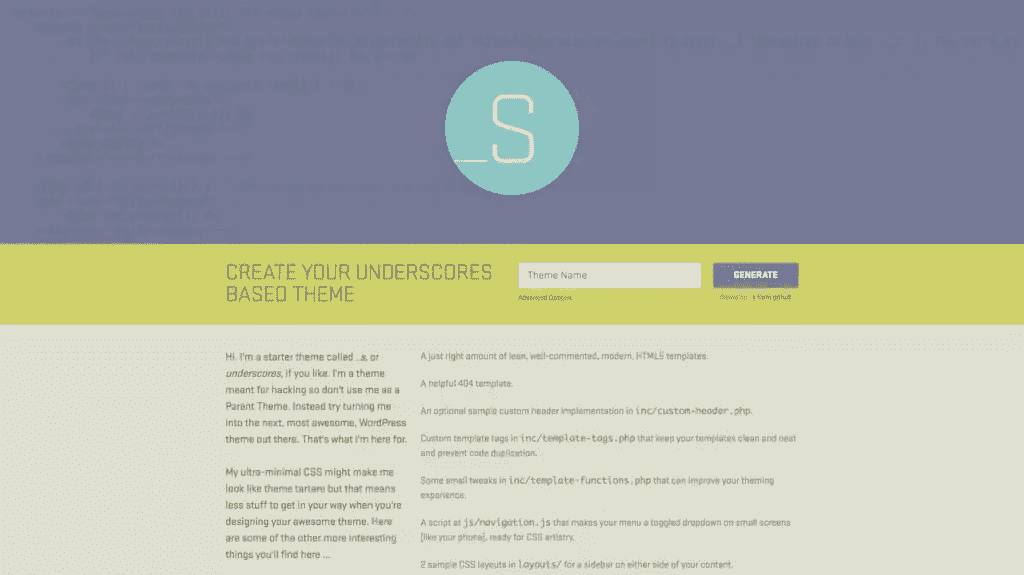 _S
CREATE YOUR UNDERSCORES
BASED THEME
Theme Name
GENERATE
Advanced Options
Hi. I'm a starter theme called _s, or
underscores, if you like. I'm a theme
meant for hacking so don't use me as a
Parent Theme. Instead try turning me
into the next, most awesome, WordPress
theme out there. That's what I'm here for.
My ultra-minimal CSS might make me
look like theme tartare but that means
less stuff to get in your way when you're
designing your awesome theme. Here
are some of the other more interesting
things you'll find here ...
A just right amount of lean, well-commented, modern, HTML5 templates.
A helpful 404 template.
An optional sample custom header implementation in inc/custom-header.php.
Custom template tags in inc/template-tags.php that keep your templates clean and neat
and prevent code duplication.
Some small tweaks in inc/template-functions.php that can improve your theming
experience.
A script at js/navigation.js that makes your menu a toggled dropdown on small screens
(like your phone), ready for CSS artistry.
2 sample CSS layouts in layouts/ for a sidebar on either side of your content.